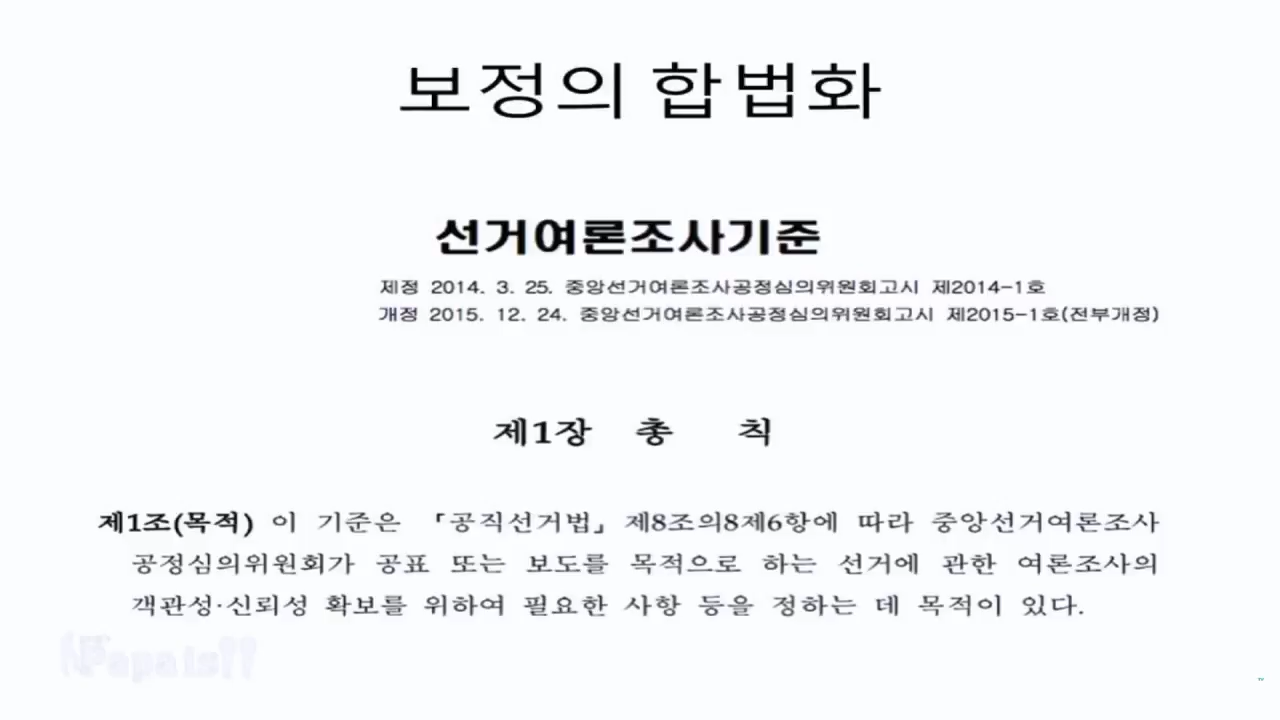 보정의 합법화
선거여론조사기준
제정 2014. 3. 25. 중앙선거여론조사공정심의위원회고시 제2014-1호
개정 2015. 12. 24. 중앙선거여론조사공정심의위원회고시 제2015-1호(전부개정)
제1장 총 칙
제1조(목적) 이 기준은 「공직선거법」 제8조의8제6항에 따라 중앙선거여론조사
공정심의위원회가 공표 또는 보도를 목적으로 하는 선거에 관한 여론조사의
객관성·신뢰성 확보를 위하여 필요한 사항 등을 정하는 데 목적이 있다.
Papa is!!